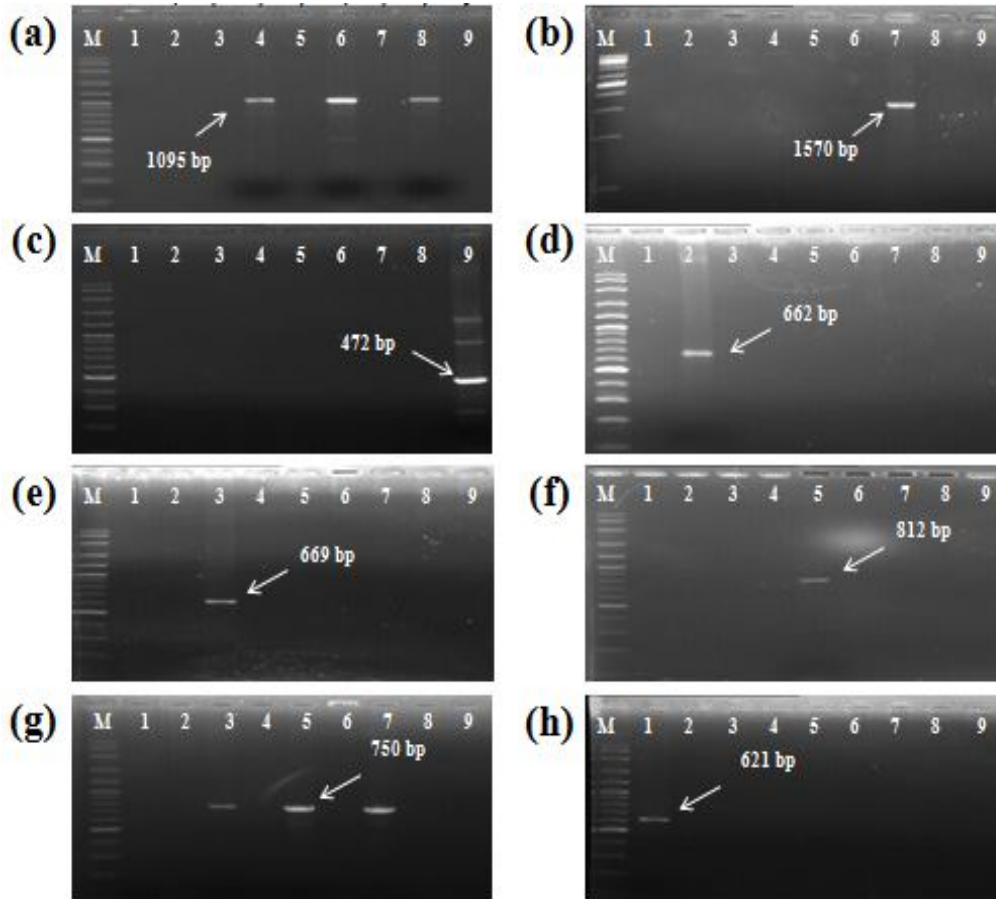 (a)
M 1 2 3 4 5 6 7 8 9
1095 bp
(b)
M 1 2 3 4 5 6 7 8 9
1570 bp
(c)
M 1 2 3 4 5 6 7 8 9
472 bp
(d)
M 1 2 3 4 5 6 7 8 9
662 bp
(e)
M 1 2 3 4 5 6 7 8 9
669 bp
(f)
M 1 2 3 4 5 6 7 8 9
812 bp
(g)
M 1 2 3 4 5 6 7 8 9
750 bp
(h)
M 1 2 3 4 5 6 7 8 9
621 bp